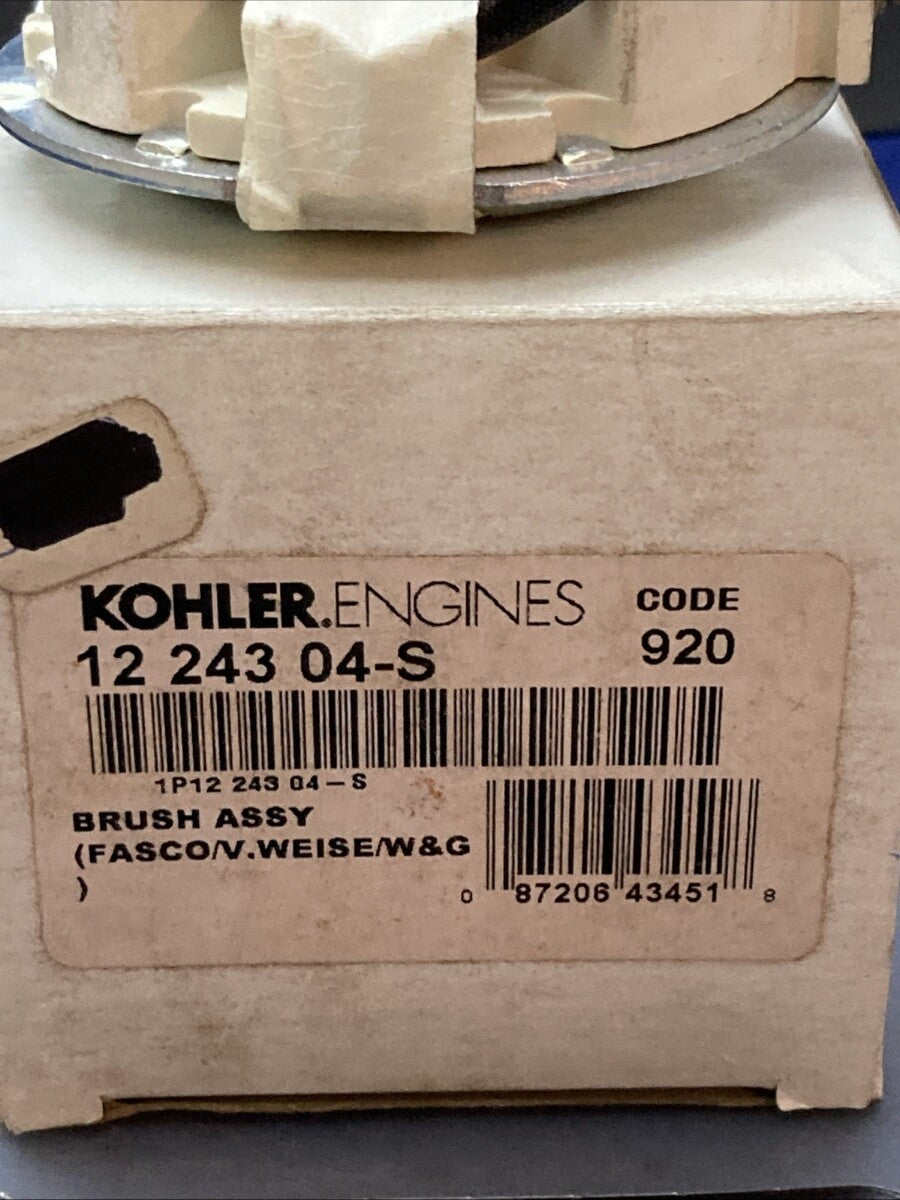 KOHLER.ENGINES CODE
12 243 04-S 920
1P12 243 04-S
BRUSH ASSY
(FASCO/V.WEISE/W&G
)
0 87206 43451 8